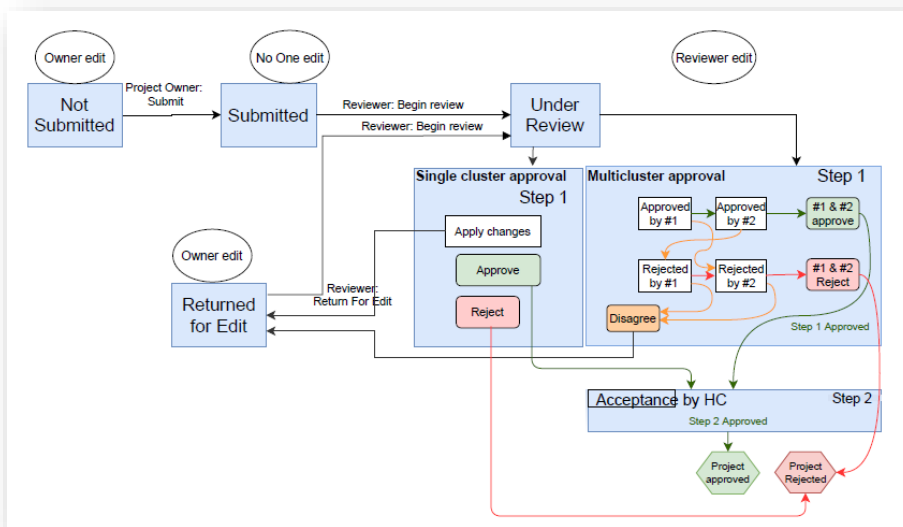 Owner edit
No One edit
Reviewer edit
Not
Submitted
Project Owner:
Submit
Submitted
Reviewer: Begin review
Reviewer: Begin review
Under
Review
Single cluster approval
Step 1
Apply changes
Approve
Reject
Multicluster approval
Step 1
Approved
by #1
Approved
by #2
#1 & #2
approve
Rejected
by #1
Rejected
by #2
#1 & #2
Reject
Disagree
Step 1 Approved
Owner edit
Returned
for Edit
Reviewer:
Return For Edit
Acceptance by HC
Step 2
Step 2 Approved
Project
approved
Project
Rejected